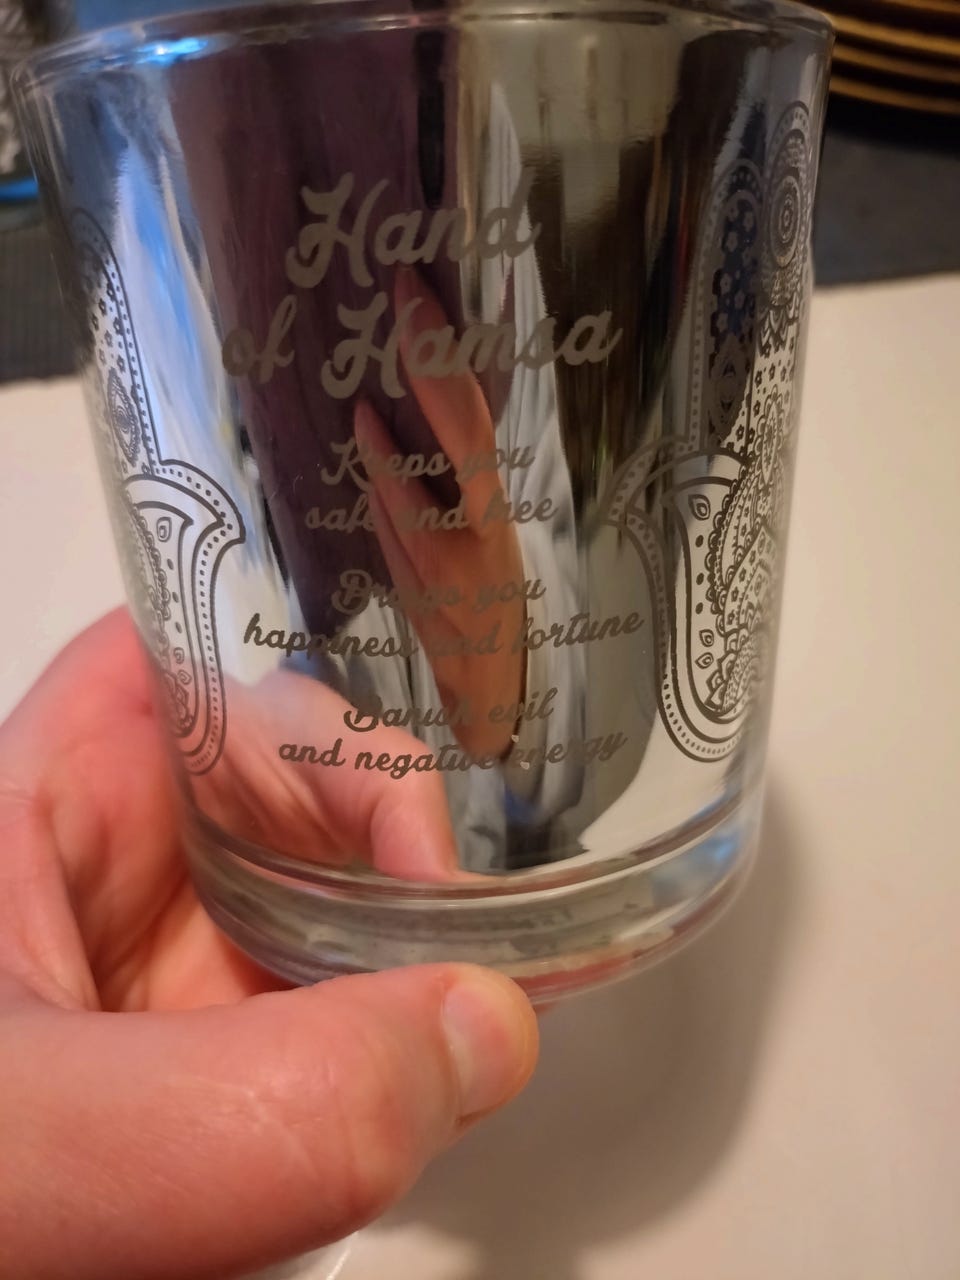 Hand
of Hamsa
Keeps you
safe and free
Brings you
happiness and fortune
Banish evil
and negative energy